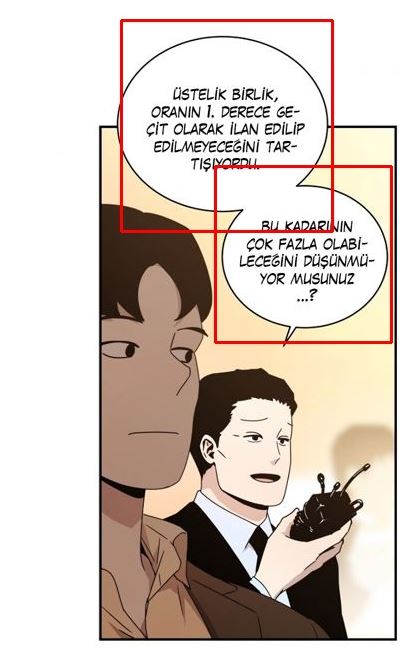 ÜSTELİK BİRLİK,
ORANIN 1. DERECE GE-
ÇİT OLARAK İLAN EDİLİP
EDİLMEYECEĞİNİ TAR-
TIŞIYORDU.
BU KADARININ
ÇOK FAZLA OLABİ-
LECEĞİNİ DÜŞÜNMÜ-
YOR MUSUNUZ
...?